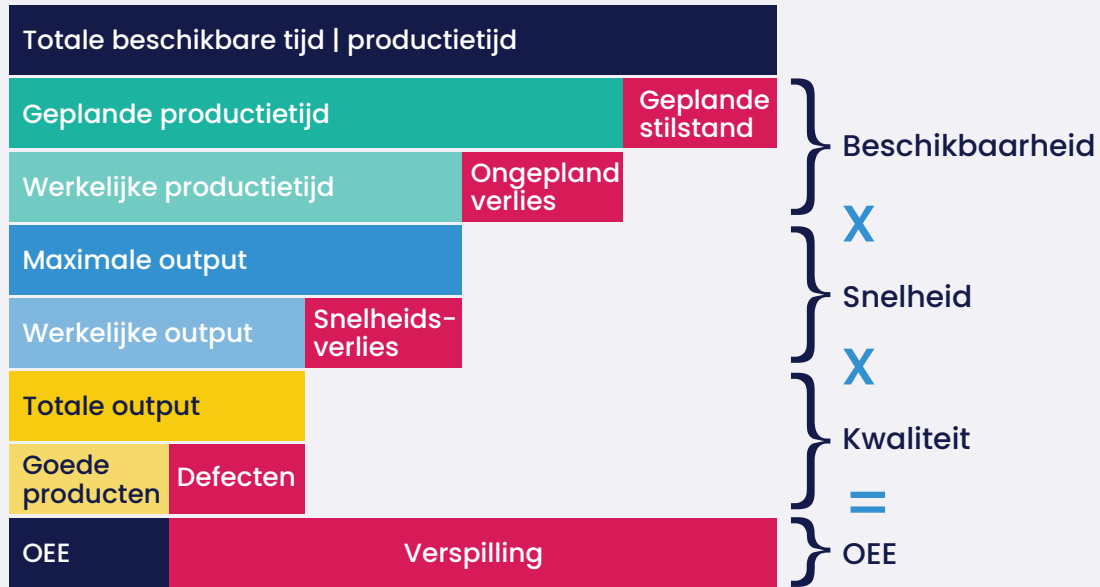 Totale beschikbare tijd | productietijd
Geplande productietijd
Geplande
stilstand
Beschikbaarheid
Werkelijke productietijd
Ongepland
verlies
X
Maximale output
Snelheid
Werkelijke output
Snelheids-
verlies
X
Totale output
Kwaliteit
Goede
producten
Defecten
=
OEE
Verspilling
OEE